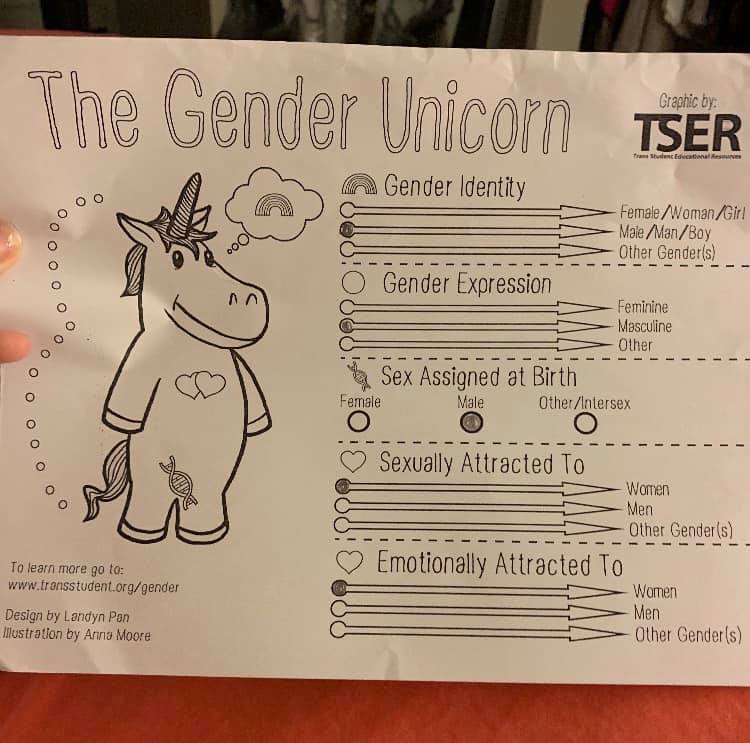 The Gender Unicorn
Graphic by:
TSER
Trans Student Educational Resources
Gender Identity
Female/Woman/Girl
Male/Man/Boy
Other Gender(s)
Gender Expression
Feminine
Masculine
Other
Sex Assigned at Birth
Female Male Other/Intersex
Sexually Attracted To
Women
Men
Other Gender(s)
Emotionally Attracted To
Women
Men
Other Gender(s)
To learn more go to:
www.transstudent.org/gender
Design by Landyn Pan
Illustration by Anna Moore